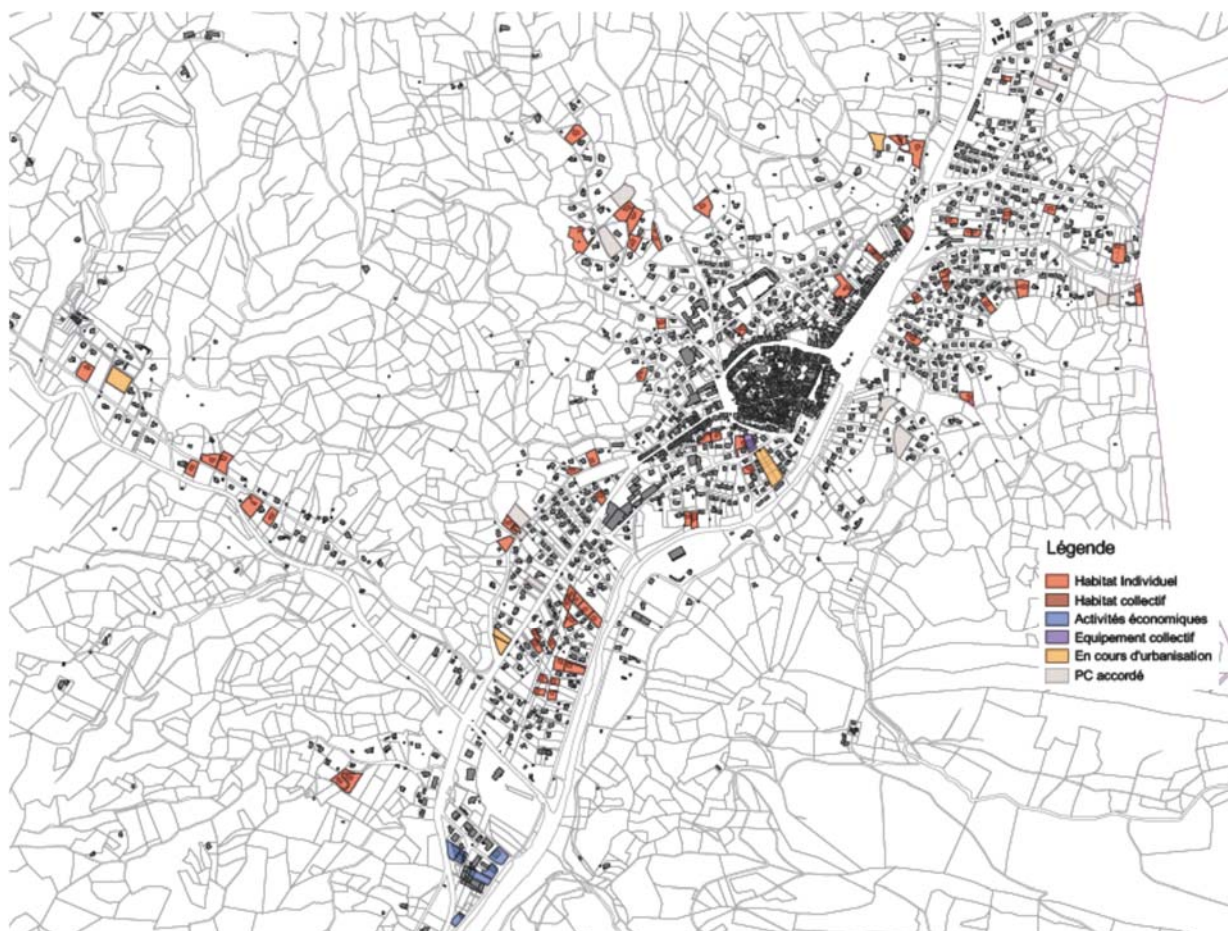 Légende
Habitat Individuel
Habitat collectif
Activités économiques
Equipement collectif
En cours d'urbanisation
PC accordé